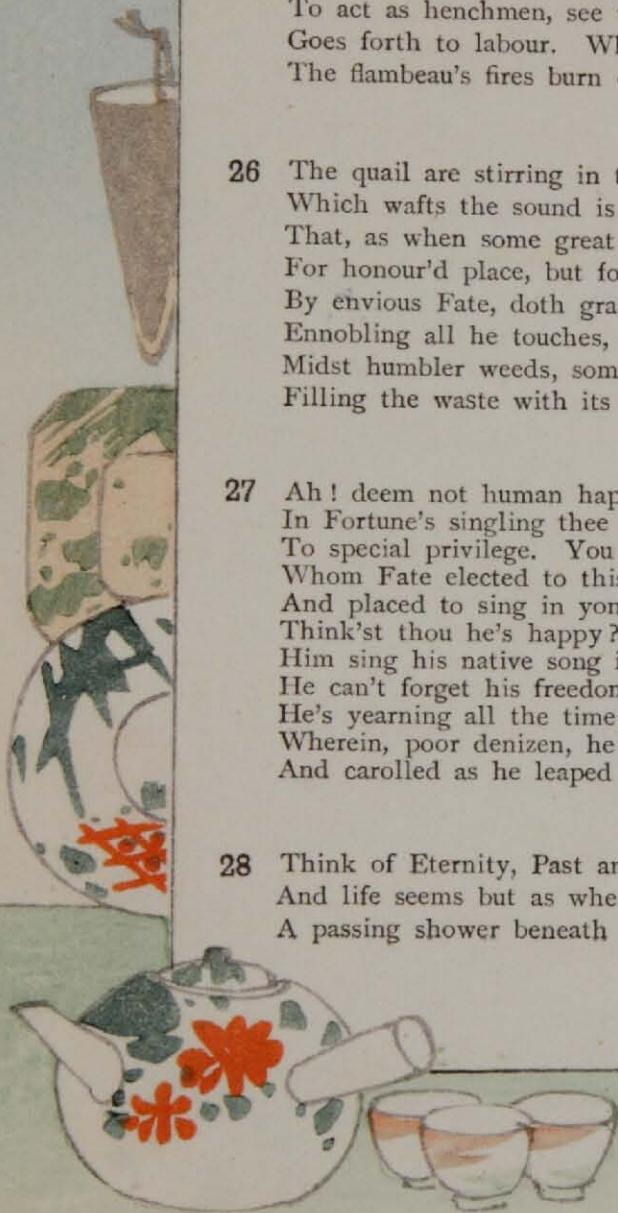 To act as henchmen, see
Goes forth to labour. Wh
The flambeau's fires burn
26 The quail are stirring in t
Which wafts the sound is
That, as when some great
For honour'd place, but fo
By envious Fate, doth gra
Ennobling all he touches,
Midst humbler weeds, som
Filling the waste with its
27 Ah! deem not human hap
In Fortune's singling thee
To special privilege. You
Whom Fate elected to this
And placed to sing in yon
Think'st thou he's happy?
Him sing his native song i
He can't forget his freedom
He's yearning all the time
Wherein, poor denizen, he
And carolled as he leaped
28 Think of Eternity, Past an
And life seems but as whe
A passing shower beneath